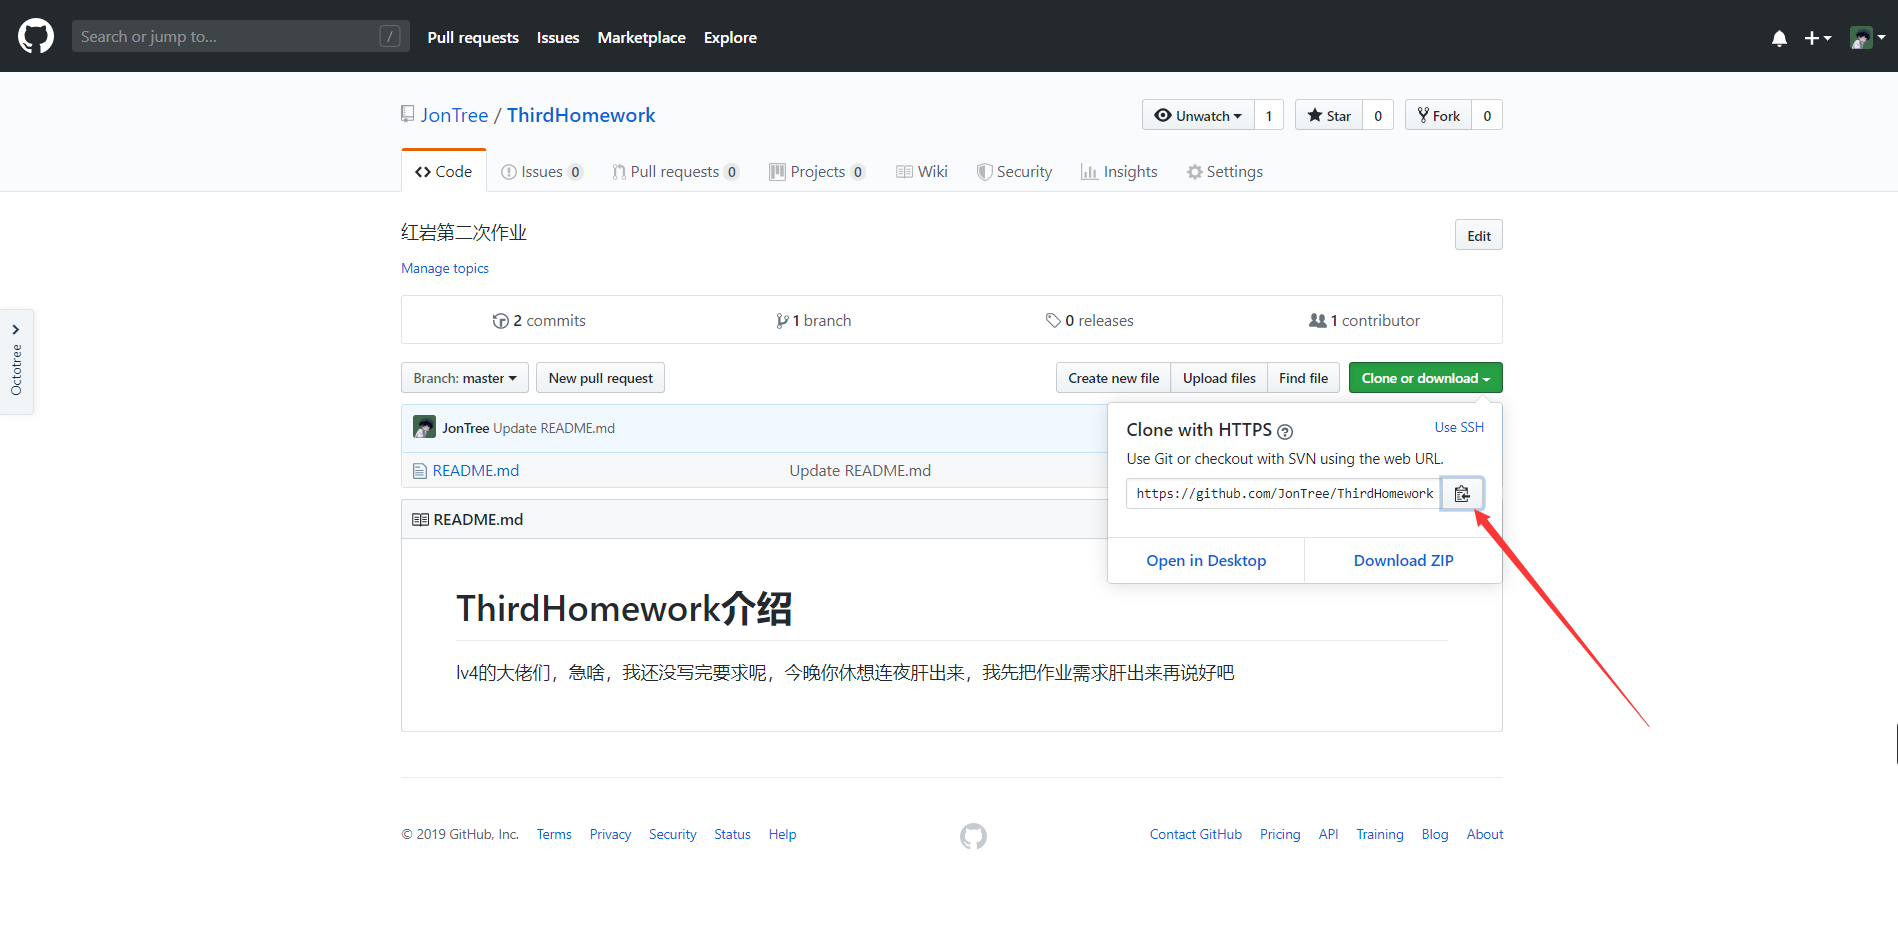 Search or jump to... / Pull requests Issues Marketplace Explore
JonTree / ThirdHomework Unwatch 1 Star 0 Fork 0
Code Issues 0 Pull requests 0 Projects 0 Wiki Security Insights Settings
红岩第二次作业 Edit
Manage topics
2 commits 1 branch 0 releases 1 contributor
Octotree
Branch: master New pull request Create new file Upload files Find file Clone or download
JonTree Update README.md
README.md Update README.md
Clone with HTTPS ? Use SSH
Use Git or checkout with SVN using the web URL.
https://github.com/JonTree/ThirdHomework
Open in Desktop Download ZIP
README.md
ThirdHomework介绍
lv4的大佬们，急啥，我还没写完要求呢，今晚你休想连夜肝出来，我先把作业需求肝出来再说好吧
© 2019 GitHub, Inc. Terms Privacy Security Status Help Contact GitHub Pricing API Training Blog About